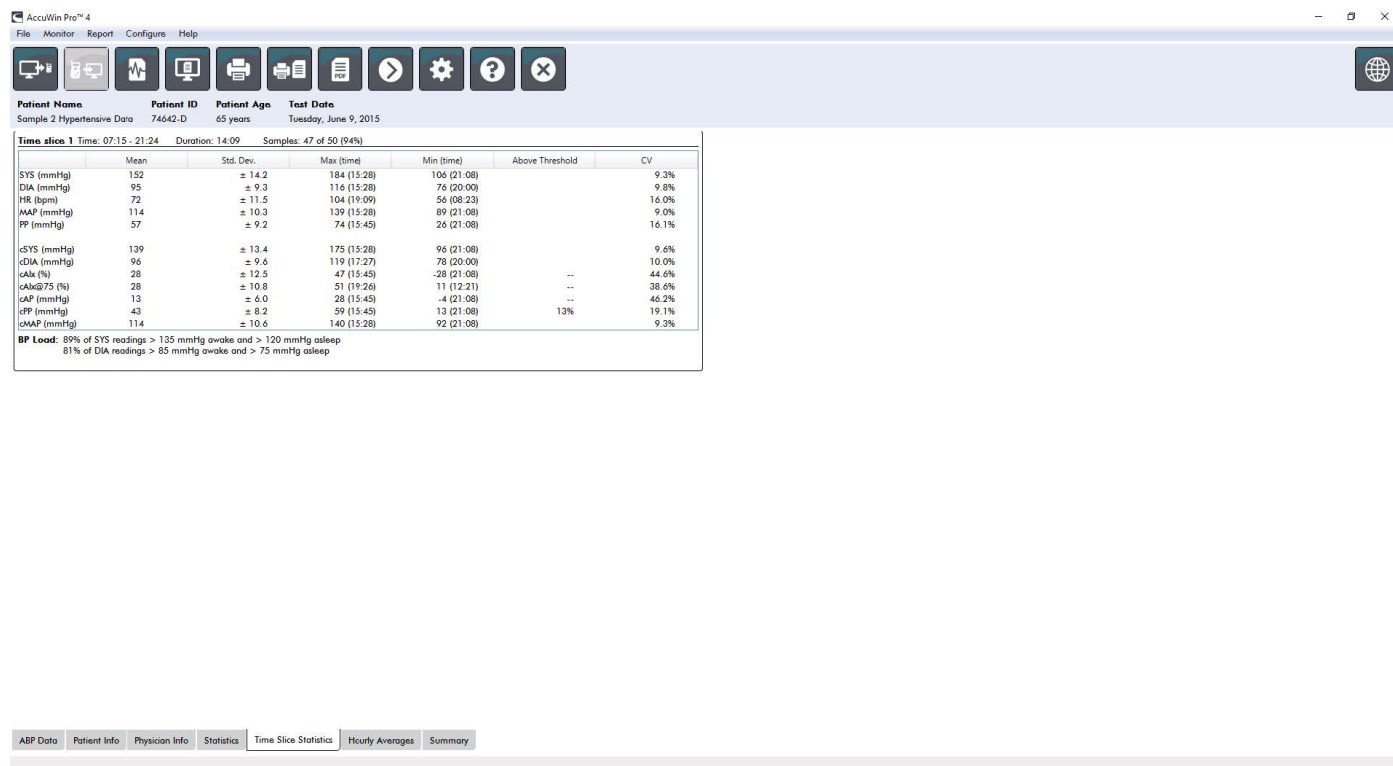 AccuWin Pro™ 4
File Monitor Report Configure Help
PDF
Patient Name Patient ID Patient Age Test Date
Sample 2 Hypertensive Data 74642-D 65 years Tuesday, June 9, 2015
Time slice 1 Time: 07:15 - 21:24 Duration: 14:09 Samples: 47 of 50 (94%)
Mean Std. Dev. Max (time) Min (time) Above Threshold CV
SYS (mmHg) 152 ± 14.2 184 (15:28) 106 (21:08) 9.3%
DIA (mmHg) 95 ± 9.3 116 (15:28) 76 (20:00) 9.8%
HR (bpm) 72 ± 11.5 104 (19:09) 56 (08:23) 16.0%
MAP (mmHg) 114 ± 10.3 139 (15:28) 89 (21:08) 9.0%
PP (mmHg) 57 ± 9.2 74 (15:45) 26 (21:08) 16.1%
cSYS (mmHg) 139 ± 13.4 175 (15:28) 96 (21:08) 9.6%
cDIA (mmHg) 96 ± 9.6 119 (17:27) 78 (20:00) 10.0%
cAIx (%) 28 ± 12.5 47 (15:45) -28 (21:08) -- 44.6%
cAIx@75 (%) 28 ± 10.8 51 (19:26) 11 (12:21) -- 38.6%
cAP (mmHg) 13 ± 6.0 28 (15:45) -4 (21:08) -- 46.2%
cPP (mmHg) 43 ± 8.2 59 (15:45) 13 (21:08) 13% 19.1%
cMAP (mmHg) 114 ± 10.6 140 (15:28) 92 (21:08) 9.3%
BP Load: 89% of SYS readings > 135 mmHg awake and > 120 mmHg asleep
81% of DIA readings > 85 mmHg awake and > 75 mmHg asleep
ABP Data Patient Info Physician Info Statistics Time Slice Statistics Hourly Averages Summary